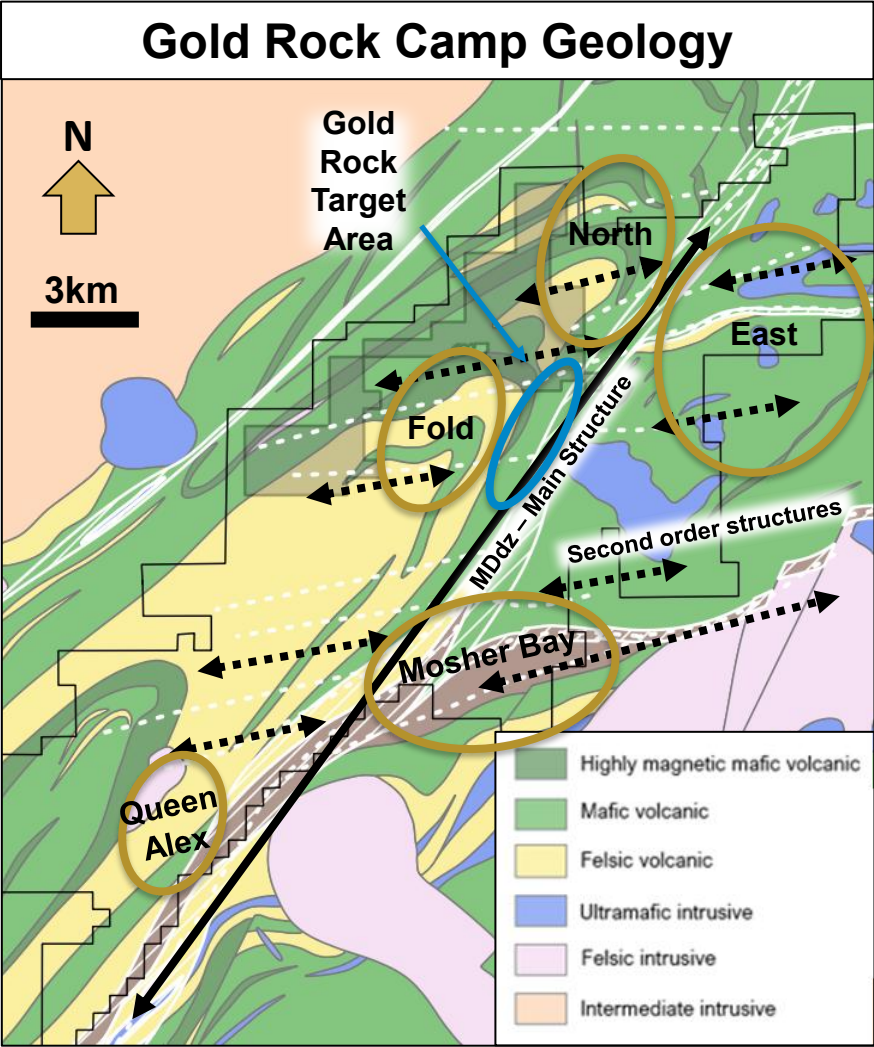 Gold Rock Camp Geology
N
3km
Gold
Rock
Target
Area
North
East
Fold
MDdz – Main Structure
Second order structures
Mosher Bay
Queen
Alex
Highly magnetic mafic volcanic
Mafic volcanic
Felsic volcanic
Ultramafic intrusive
Felsic intrusive
Intermediate intrusive